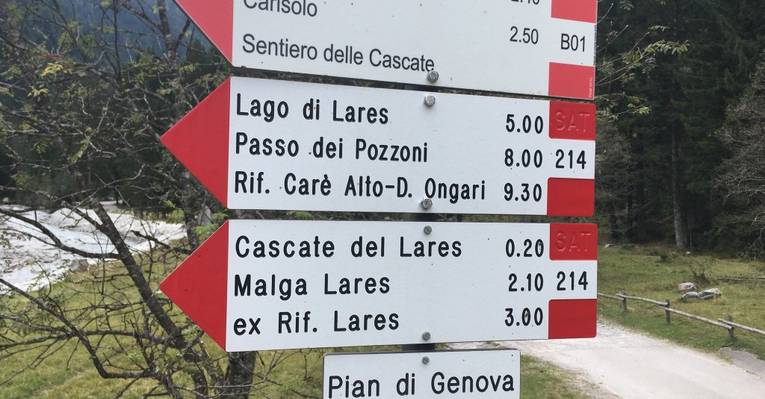 Carisolo
Sentiero delle Cascate 2.50 B01
Lago di Lares 5.00 SAT
Passo dei Pozzoni 8.00 214
Rif. Carè Alto-D. Ongari 9.30
Cascate del Lares 0.20 SAT
Malga Lares 2.10 214
ex Rif. Lares 3.00
Pian di Genova